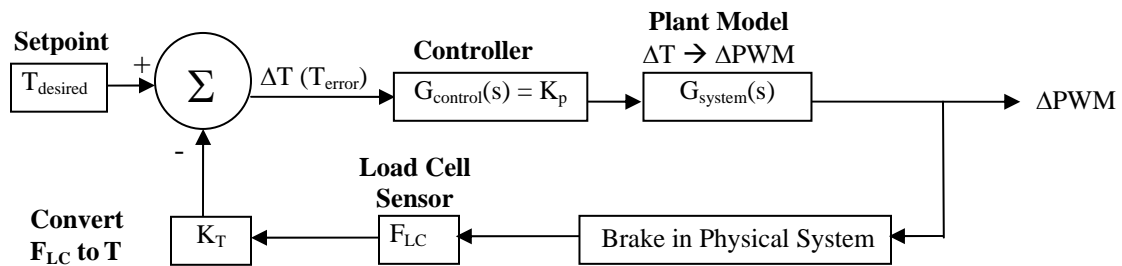 Setpoint
T_desired
+
Σ
-
ΔT (T_error)
Controller
G_control(s) = K_p
Plant Model
ΔT → ΔPWM
G_system(s)
ΔPWM
Convert
F_LC to T
K_T
Load Cell
Sensor
F_LC
Brake in Physical System